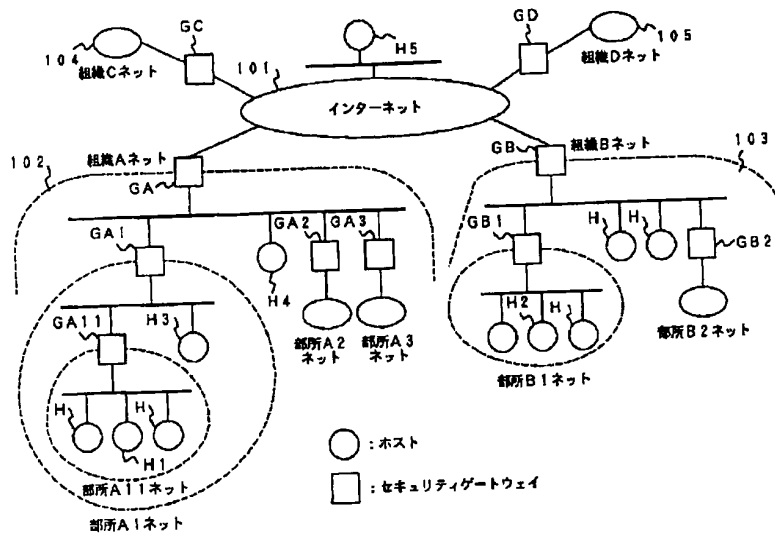 GC
GD
104
105
H5
組織Cネット
101
組織Dネット
インターネット
102
組織Aネット
GB
組織Bネット
103
GA
GA1
GA2
GA3
GB1
H
H
GB2
H4
GA11
H3
H2
H
部所A2
ネット
部所A3
ネット
部所B2ネット
部所B1ネット
H
H
H1
:ホスト
部所A11ネット
:セキュリティゲートウェイ
部所A1ネット